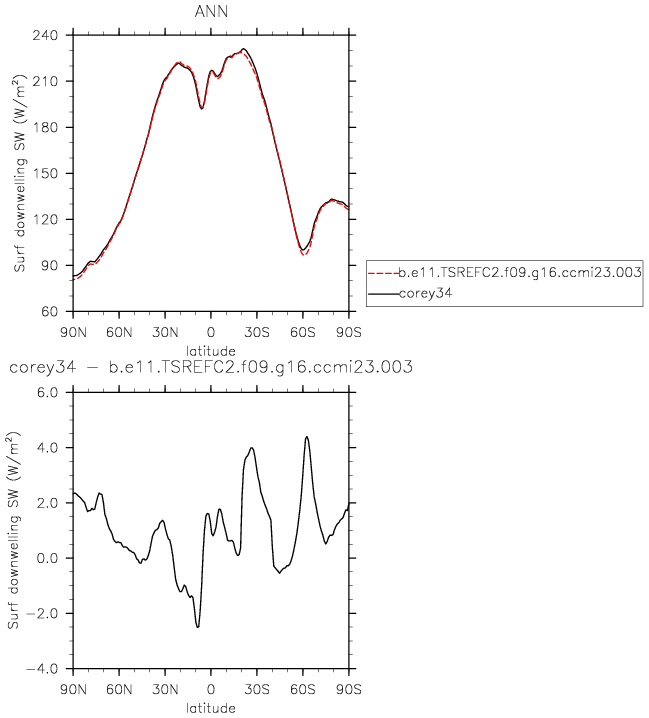 ANN
240
210
180
150
120
90
60
Surf downwelling SW (W/m²)
90N 60N 30N 0 30S 60S 90S
latitude
b.e11.TSREFC2.f09.g16.ccmi23.003
corey34
corey34 − b.e11.TSREFC2.f09.g16.ccmi23.003
6.0
4.0
2.0
0.0
−2.0
−4.0
Surf downwelling SW (W/m²)
90N 60N 30N 0 30S 60S 90S
latitude